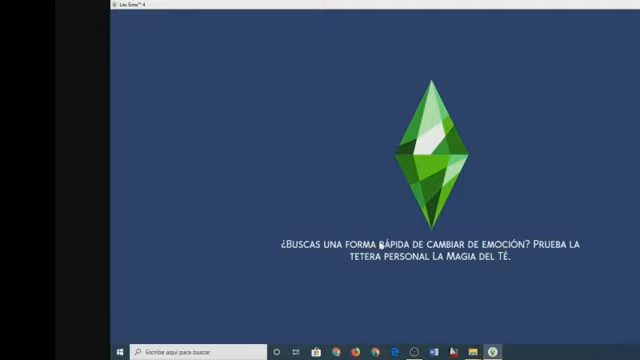 Los Sims™ 4
¿Buscas una forma rápida de cambiar de emoción? Prueba la
tetera personal La Magia del Té.
Escribe aquí para buscar